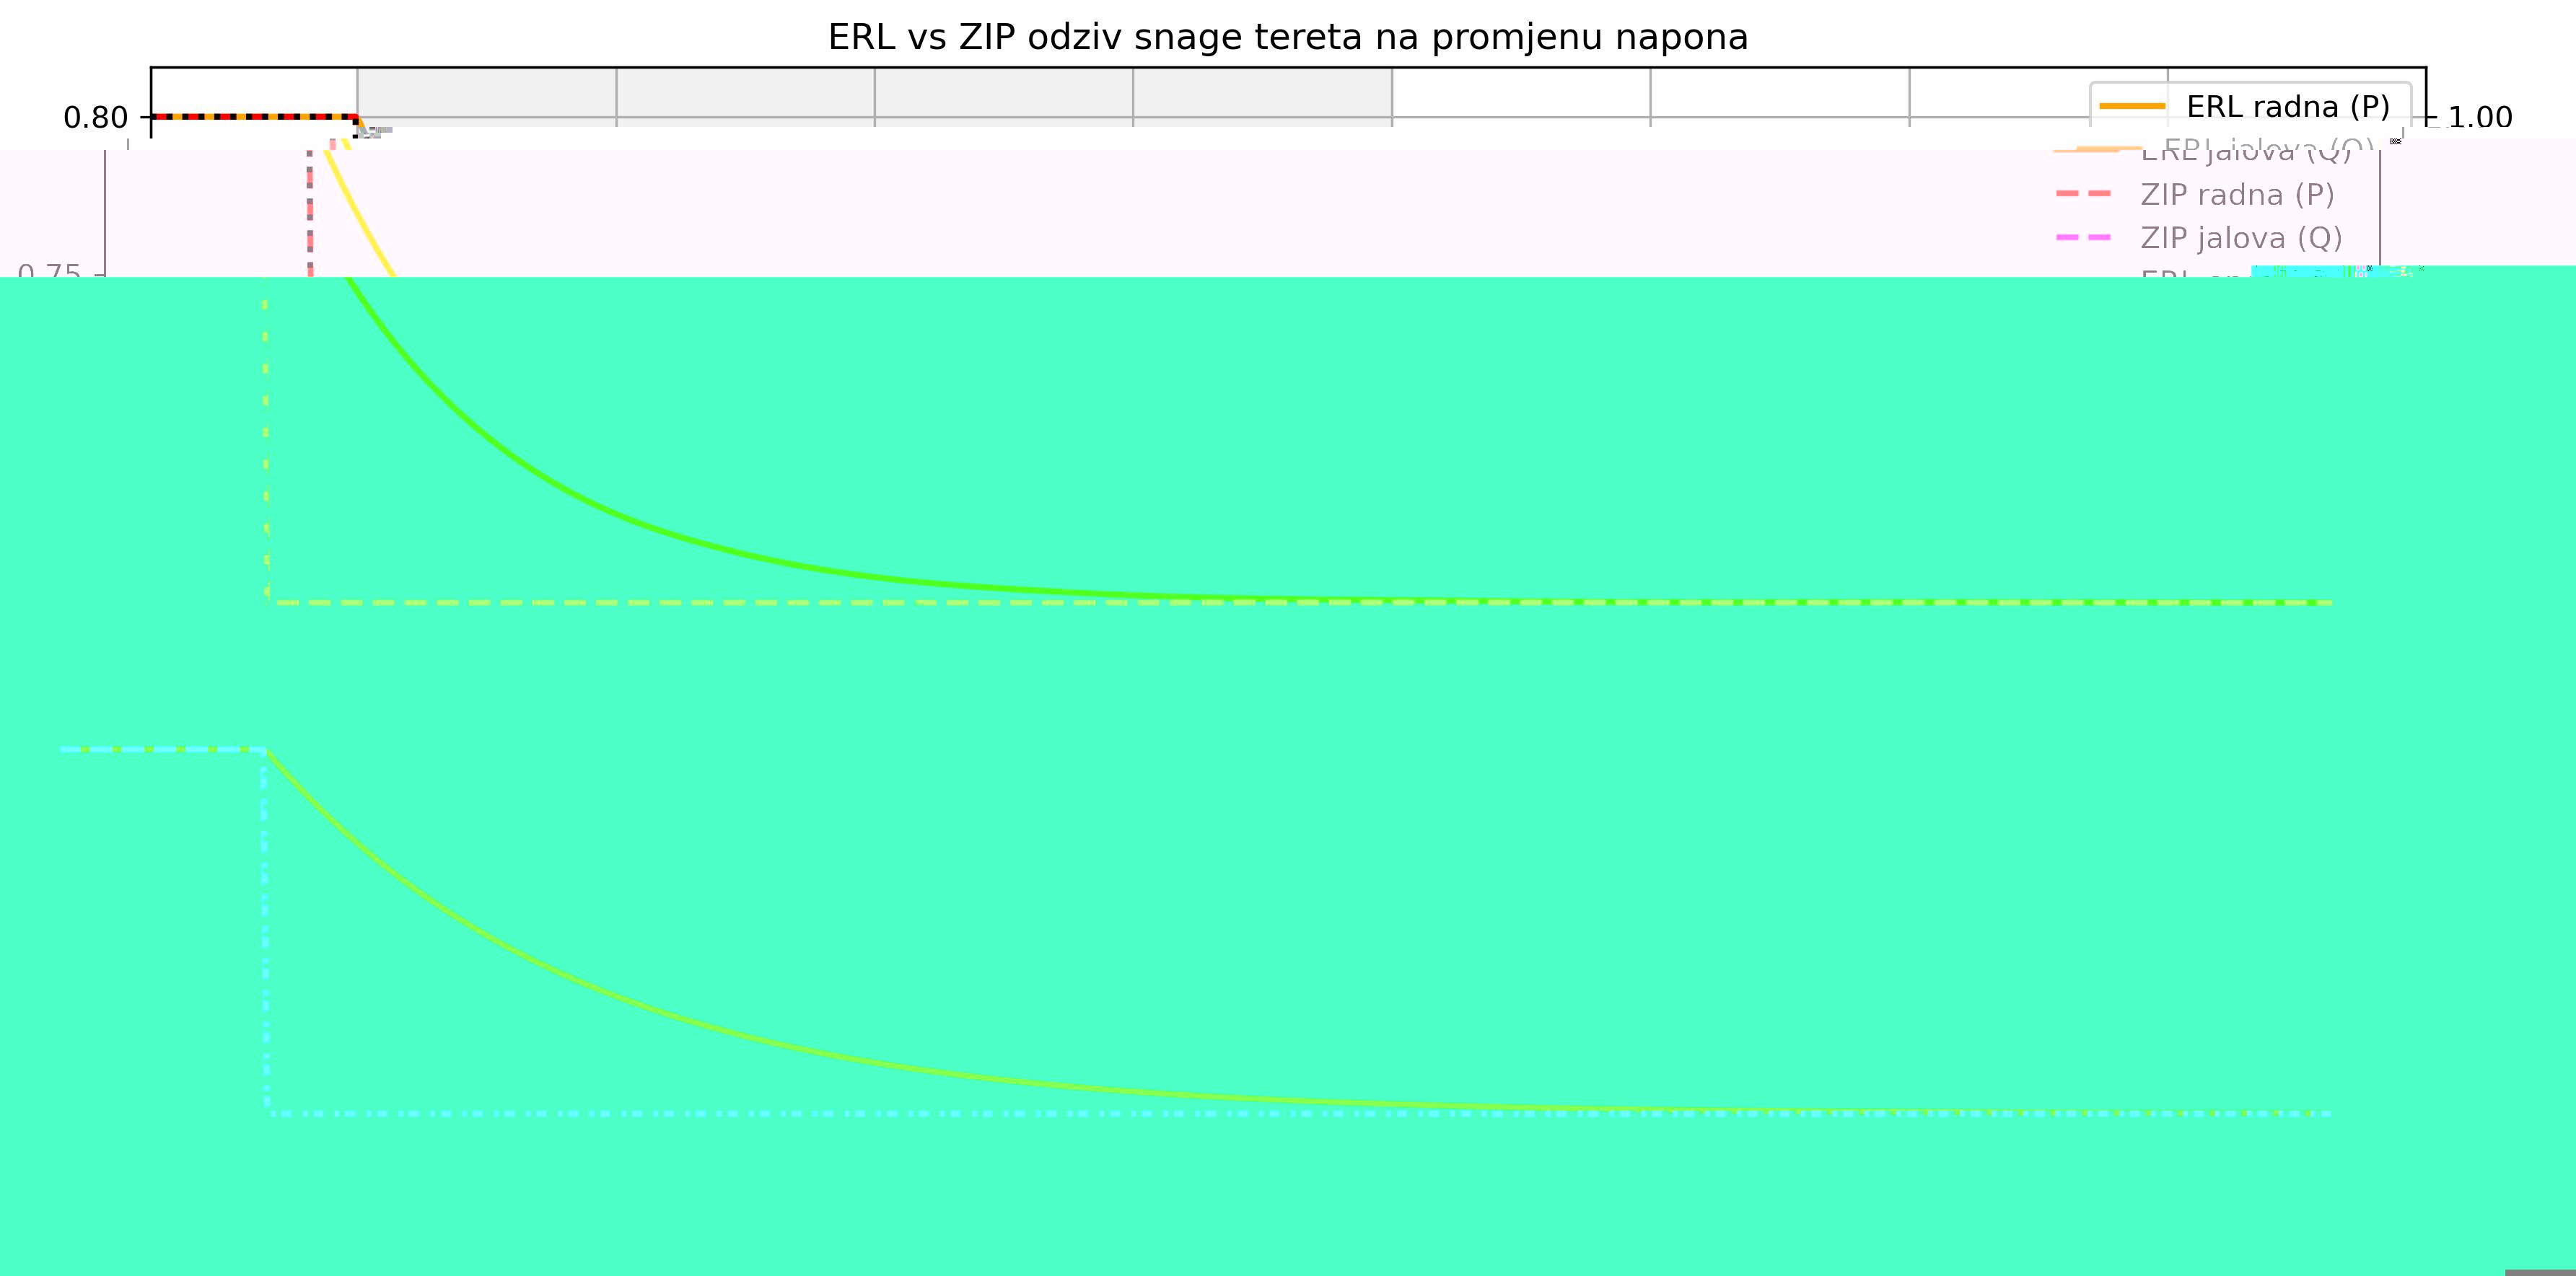 ERL vs ZIP odziv snage tereta na promjenu napona
0.80
ERL radna (P)
1.00
ERL jalova (Q)
ZIP radna (P)
ZIP jalova (Q)
0.75